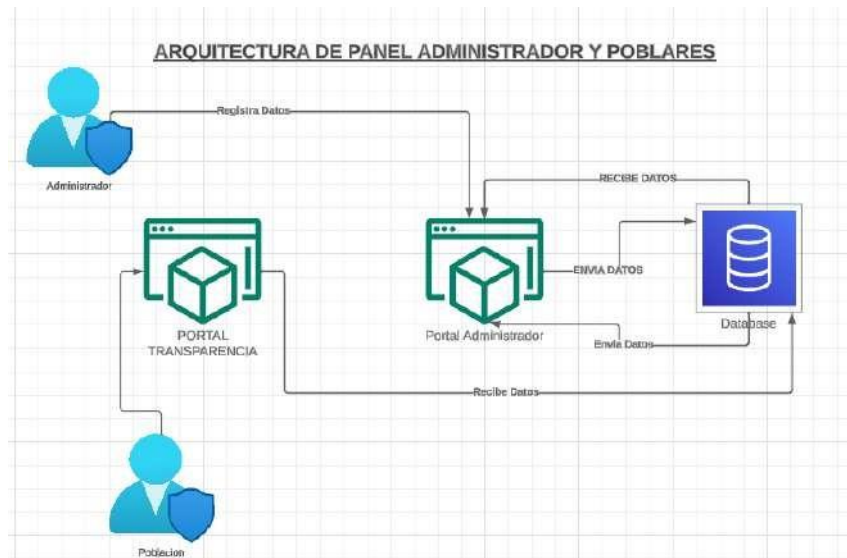 ARQUITECTURA DE PANEL ADMINISTRADOR Y POBLARES
Registra Datos
Administrador
RECIBE DATOS
ENVIA DATOS
PORTAL
TRANSPARENCIA
Portal Administrador
Database
Envia Datos
Recibe Datos
Poblacion